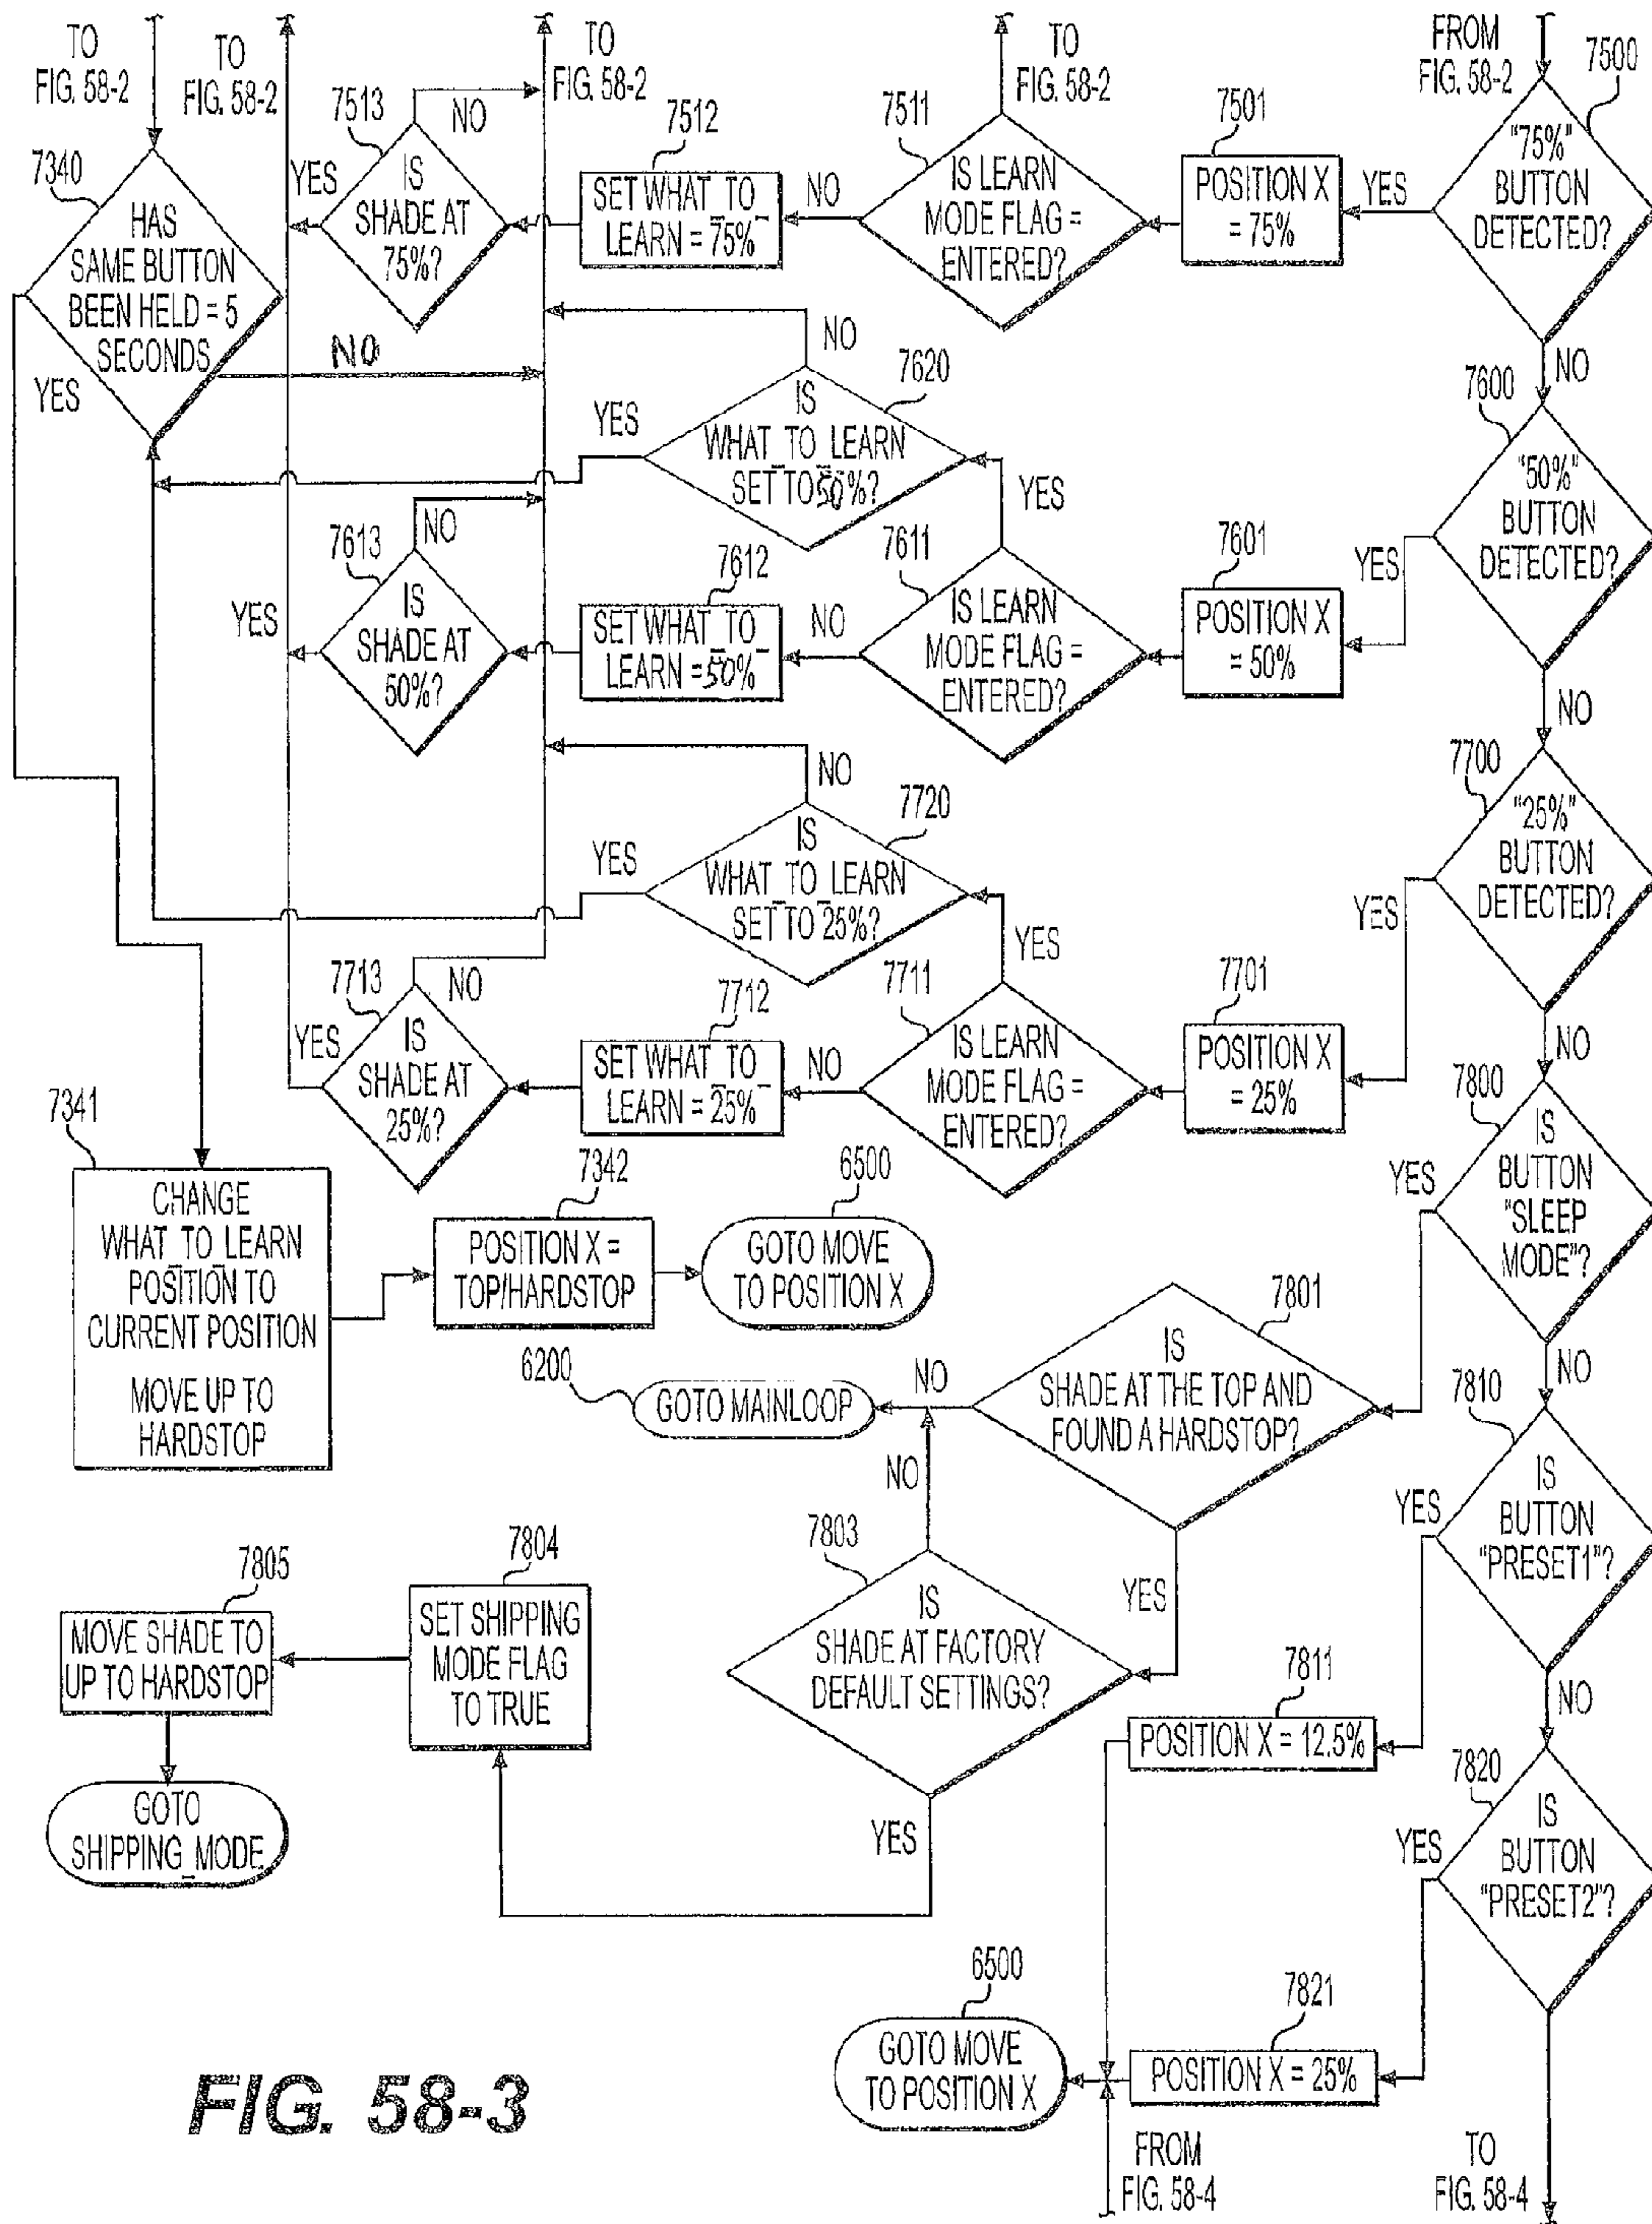 TO
FIG. 58-2
TO
FIG. 58-2
TO
FIG. 58-2
TO
FIG. 58-2
FROM
FIG. 58-2
7500
"75%"
BUTTON
DETECTED?
YES
NO
7501
POSITION X
= 75%
7511
IS LEARN
MODE FLAG =
ENTERED?
NO
7512
SET WHAT_TO_
LEARN = 75%
7513
IS
SHADE AT
75%?
NO
YES
7340
HAS
SAME BUTTON
BEEN HELD = 5
SECONDS
NO
YES
7620
IS
WHAT_TO_LEARN
SET TO 50%?
NO
YES
YES
7600
"50%"
BUTTON
DETECTED?
YES
NO
7601
POSITION X
= 50%
7611
IS LEARN
MODE FLAG =
ENTERED?
NO
7612
SET WHAT_TO_
LEARN = 50%
7613
IS
SHADE AT
50%?
NO
YES
7720
IS
WHAT_TO_LEARN
SET TO 25%?
NO
YES
YES
7700
"25%"
BUTTON
DETECTED?
YES
NO
7701
POSITION X
= 25%
7711
IS LEARN
MODE FLAG =
ENTERED?
NO
7712
SET WHAT_TO_
LEARN = 25%
7713
IS
SHADE AT
25%?
NO
YES
7341
CHANGE
WHAT_TO_LEARN
POSITION TO
CURRENT POSITION
MOVE UP TO
HARDSTOP
7342
POSITION X =
TOP/HARDSTOP
6500
GOTO MOVE
TO POSITION X
7800
IS
BUTTON
"SLEEP
MODE"?
YES
NO
7801
IS
SHADE AT THE TOP AND
FOUND A HARDSTOP?
NO
YES
6200
GOTO MAINLOOP
7803
IS
SHADE AT FACTORY
DEFAULT SETTINGS?
NO
YES
7804
SET SHIPPING
MODE FLAG
TO TRUE
7805
MOVE SHADE TO
UP TO HARDSTOP
GOTO
SHIPPING_MODE
7810
IS
BUTTON
"PRESET1"?
YES
NO
7811
POSITION X = 12.5%
7820
IS
BUTTON
"PRESET2"?
YES
7821
POSITION X = 25%
6500
GOTO MOVE
TO POSITION X
FROM
FIG. 58-4
TO
FIG. 58-4
FIG. 58-3